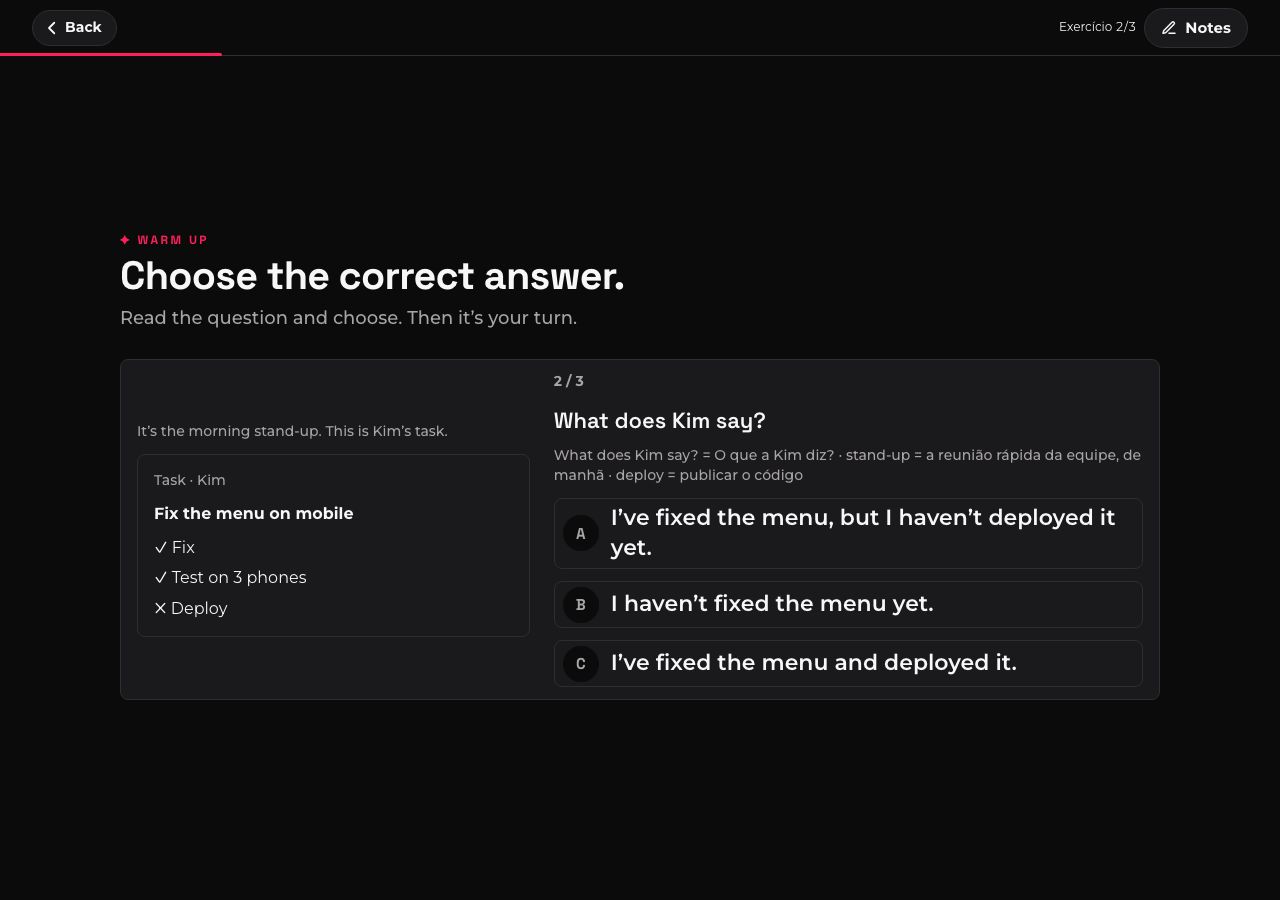 Back
Exercício 2/3
Notes
WARM UP
Choose the correct answer.
Read the question and choose. Then it’s your turn.
It’s the morning stand-up. This is Kim’s task.
Task · Kim
Fix the menu on mobile
✓ Fix
✓ Test on 3 phones
✕ Deploy
2 / 3
What does Kim say?
What does Kim say? = O que a Kim diz? · stand-up = a reunião rápida da equipe, de
manhã · deploy = publicar o código
A
I’ve fixed the menu, but I haven’t deployed it
yet.
B
I haven’t fixed the menu yet.
C
I’ve fixed the menu and deployed it.